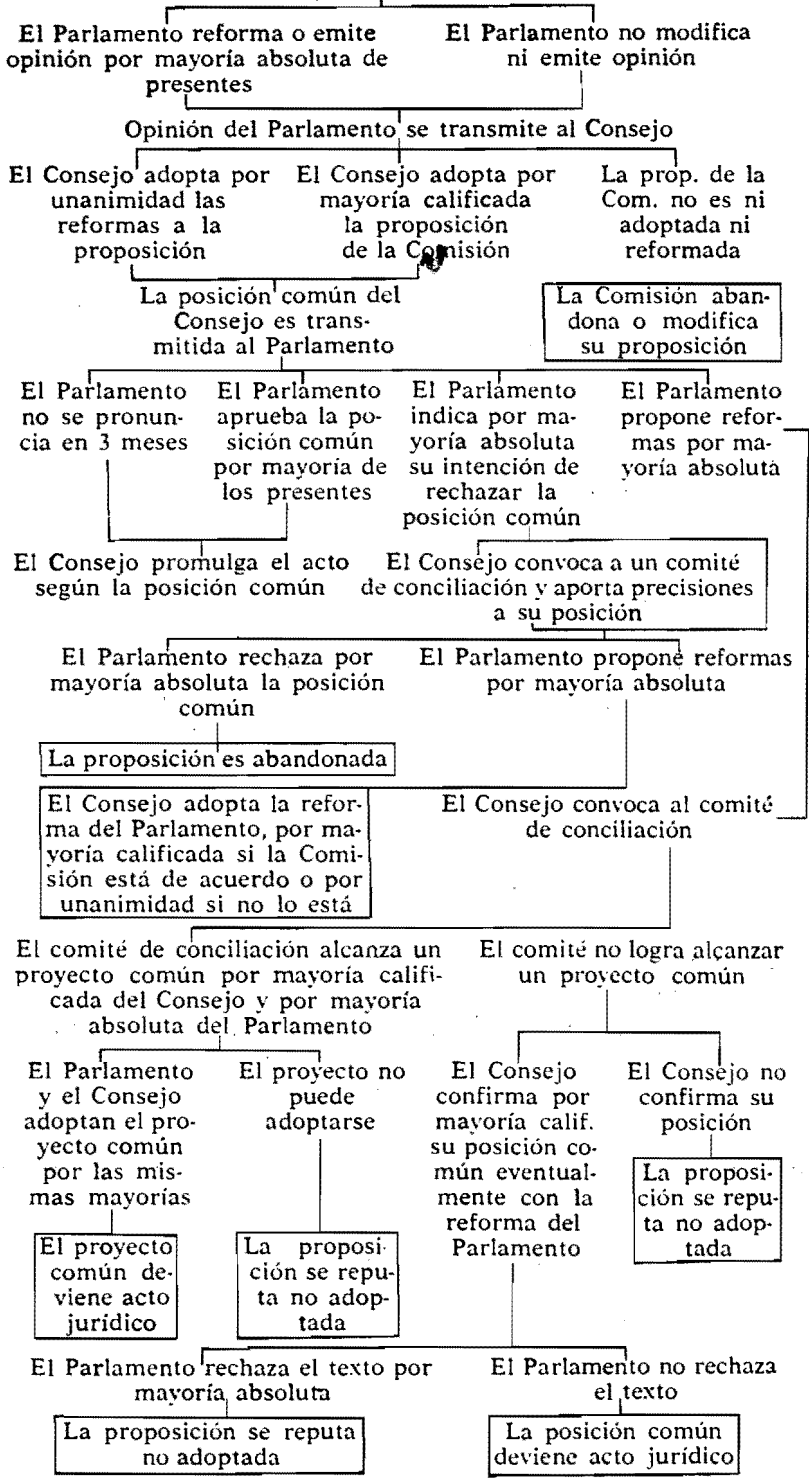 El Parlamento reforma o emite
opinión por mayoría absoluta de
presentes
El Parlamento no modifica
ni emite opinión
Opinión del Parlamento se transmite al Consejo
El Consejo adopta por
unanimidad las
reformas a la
proposición
El Consejo adopta por
mayoría calificada
la proposición
de la Comisión
La prop. de la
Com. no es ni
adoptada ni
reformada
La posición común del
Consejo es trans-
mitida al Parlamento
La Comisión aban-
dona o modifica
su proposición
El Parlamento
no se pronun-
cia en 3 meses
El Parlamento
aprueba la po-
sición común
por mayoría de
los presentes
El Parlamento
indica por ma-
yoría absoluta
su intención de
rechazar la
posición común
El Parlamento
propone refor-
mas por ma-
yoría absoluta
El Consejo promulga el acto
según la posición común
El Consejo convoca a un comité
de conciliación y aporta precisiones
a su posición
El Parlamento rechaza por
mayoría absoluta la posición
común
El Parlamento propone reformas
por mayoría absoluta
La proposición es abandonada
El Consejo adopta la refor-
ma del Parlamento, por ma-
yoría calificada si la Comi-
sión está de acuerdo o por
unanimidad si no lo está
El Consejo convoca al comité
de conciliación
El comité de conciliación alcanza un
proyecto común por mayoría califi-
cada del Consejo y por mayoría
absoluta del Parlamento
El comité no logra alcanzar
un proyecto común
El Parlamento
y el Consejo
adoptan el pro-
yecto común
por las mis-
mas mayorías
El proyecto no
puede
adoptarse
El Consejo
confirma por
mayoría calif.
su posición co-
mún eventual-
mente con la
reforma del
Parlamento
El Consejo no
confirma su
posición
El proyecto
común de-
viene acto
jurídico
La proposi-
ción se repu-
ta no adop-
tada
La proposi-
ción se repu-
ta no adop-
tada
El Parlamento rechaza el texto por
mayoría absoluta
El Parlamento no rechaza
el texto
La proposición se reputa
no adoptada
La posición común
deviene acto jurídico